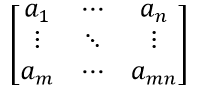 [ a₁ ⋯ aₙ
⋮ ⋱ ⋮
aₘ ⋯ aₘₙ ]